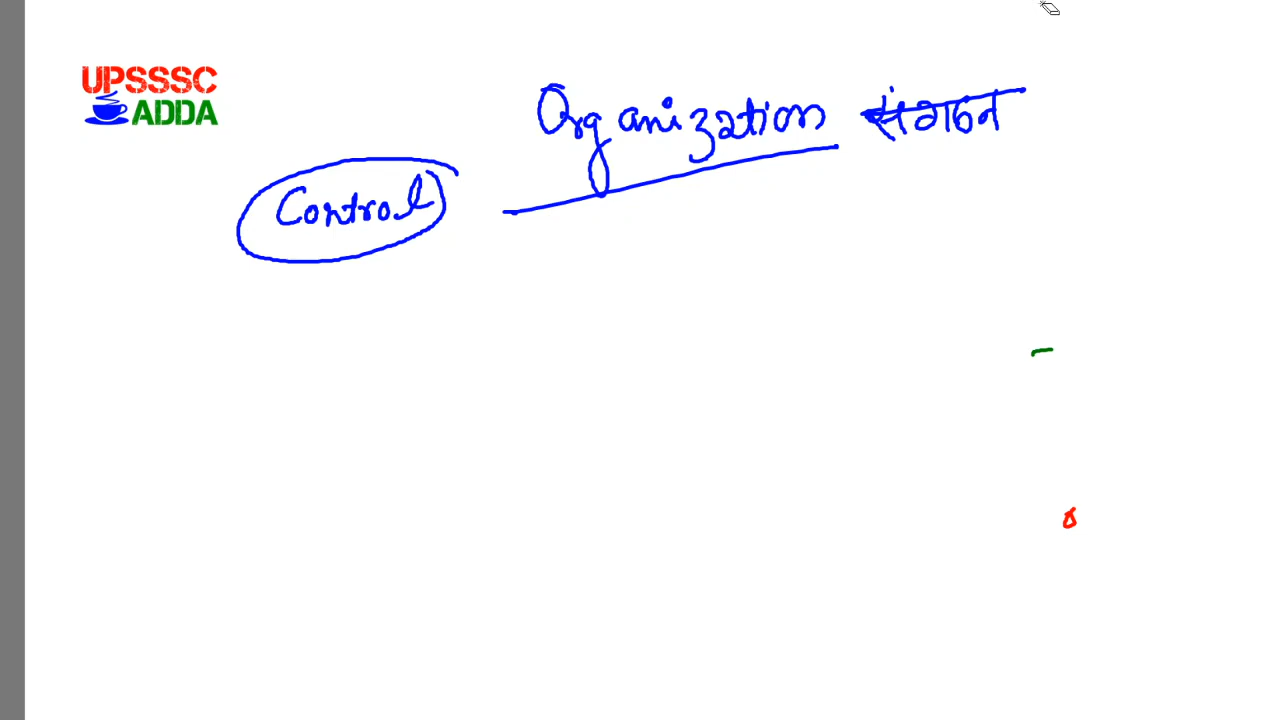 UPSSSC
ADDA
Organization संगठन
Control